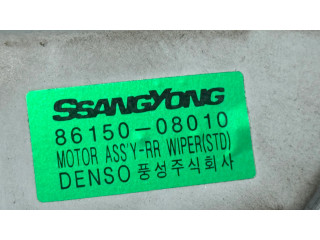 SSANGYONG
86150-08010
MOTOR ASS'Y-RR WIPER(STD)
DENSO 풍성주식회사